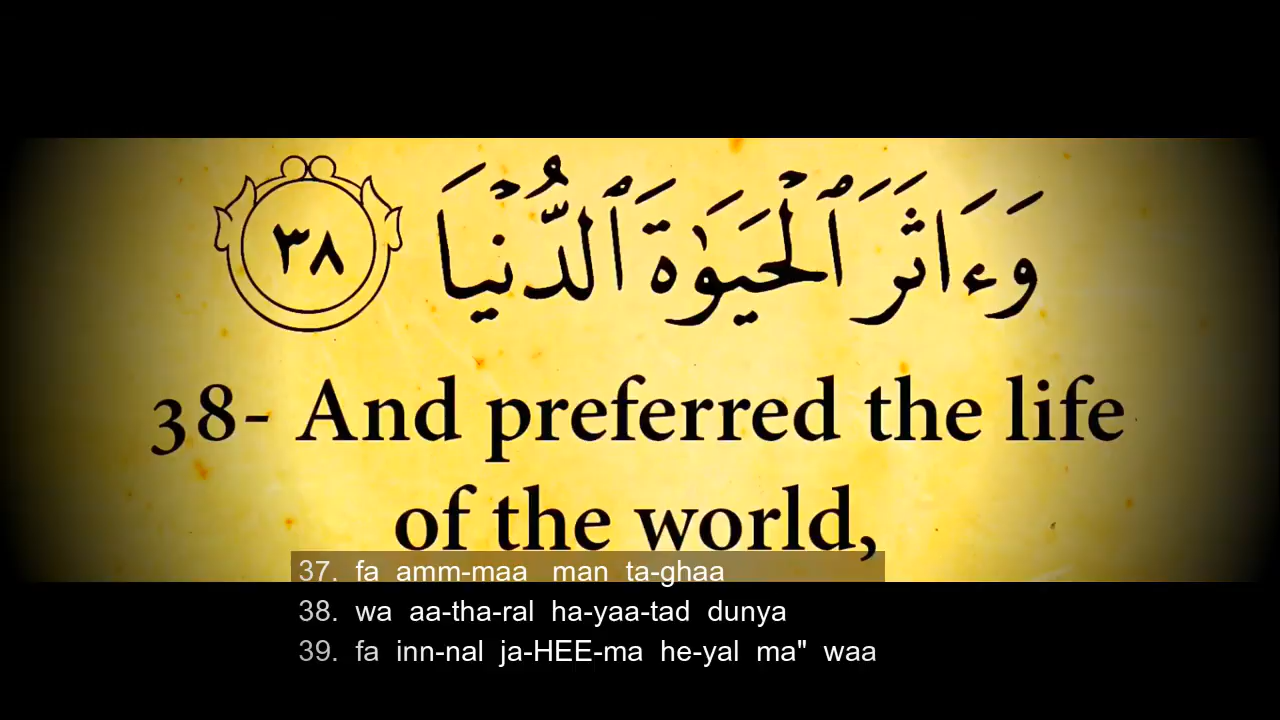 وَءَاثَرَ ٱلْحَيَوٰةَ ٱلدُّنْيَا ٣٨
38- And preferred the life
of the world,
37. fa amm-maa man ta-ghaa
38. wa aa-tha-ral ha-yaa-tad dunya
39. fa inn-nal ja-HEE-ma he-yal ma" waa